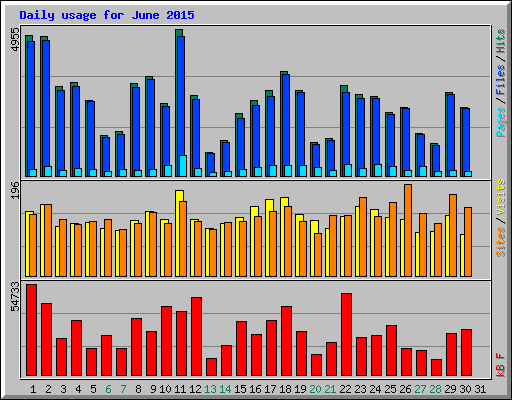 Daily usage for June 2015
4955
196
54733
Pages / Files / Hits
Sites / Visits
kB F
1 2 3 4 5 6 7 8 9 10 11 12 13 14 15 16 17 18 19 20 21 22 23 24 25 26 27 28 29 30 31